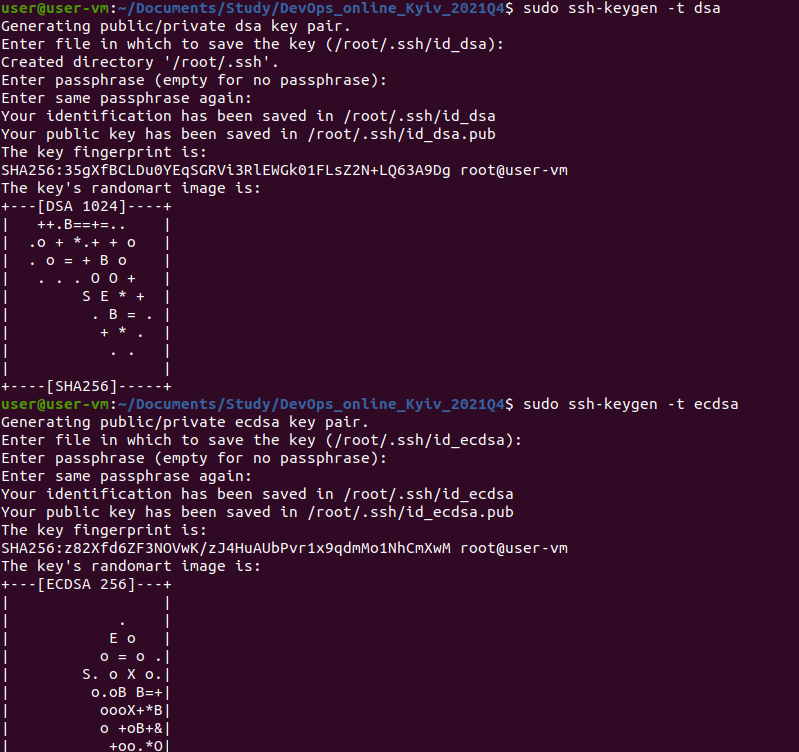 user@user-vm:~/Documents/Study/DevOps_online_Kyiv_2021Q4$ sudo ssh-keygen -t dsa
Generating public/private dsa key pair.
Enter file in which to save the key (/root/.ssh/id_dsa):
Created directory '/root/.ssh'.
Enter passphrase (empty for no passphrase):
Enter same passphrase again:
Your identification has been saved in /root/.ssh/id_dsa
Your public key has been saved in /root/.ssh/id_dsa.pub
The key fingerprint is:
SHA256:35gXfBCLDu0YEqSGRVi3RlEWGk01FLsZ2N+LQ63A9Dg root@user-vm
The key's randomart image is:
+---[DSA 1024]----+
|   ++.B==+=..    |
|  .o + *.+ + o   |
|  . o = + B o    |
|   . . . O O +   |
|        S E * +  |
|         . B = . |
|          + * .  |
|           . .   |
|                 |
+----[SHA256]-----+
user@user-vm:~/Documents/Study/DevOps_online_Kyiv_2021Q4$ sudo ssh-keygen -t ecdsa
Generating public/private ecdsa key pair.
Enter file in which to save the key (/root/.ssh/id_ecdsa):
Enter passphrase (empty for no passphrase):
Enter same passphrase again:
Your identification has been saved in /root/.ssh/id_ecdsa
Your public key has been saved in /root/.ssh/id_ecdsa.pub
The key fingerprint is:
SHA256:z82Xfd6ZF3NOVwK/zJ4HuAUbPvr1x9qdmMo1NhCmXwM root@user-vm
The key's randomart image is:
+---[ECDSA 256]---+
|                 |
|            .    |
|           E o   |
|          o = o .|
|        S. o X o.|
|         o.oB B=+|
|          oooX+*B|
|          o +oB+&|
|           +oo.*O|